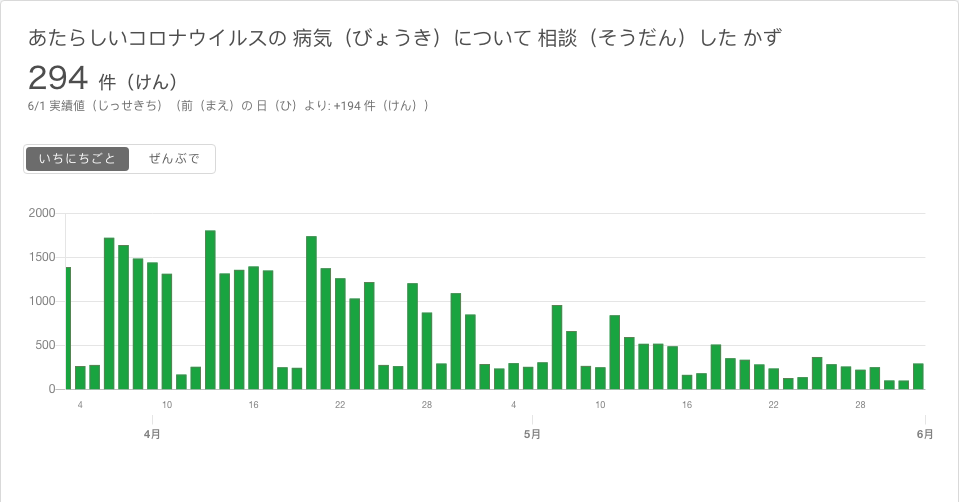 あたらしいコロナウイルスの 病気（びょうき）について 相談（そうだん）した かず
294 件（けん）
6/1 実績値（じっせきち）（前（まえ）の 日（ひ）より: +194 件（けん））
いちにちごと ぜんぶで
2000
1500
1000
500
0
4 10 16 22 28 4 10 16 22 28
4月 5月 6月